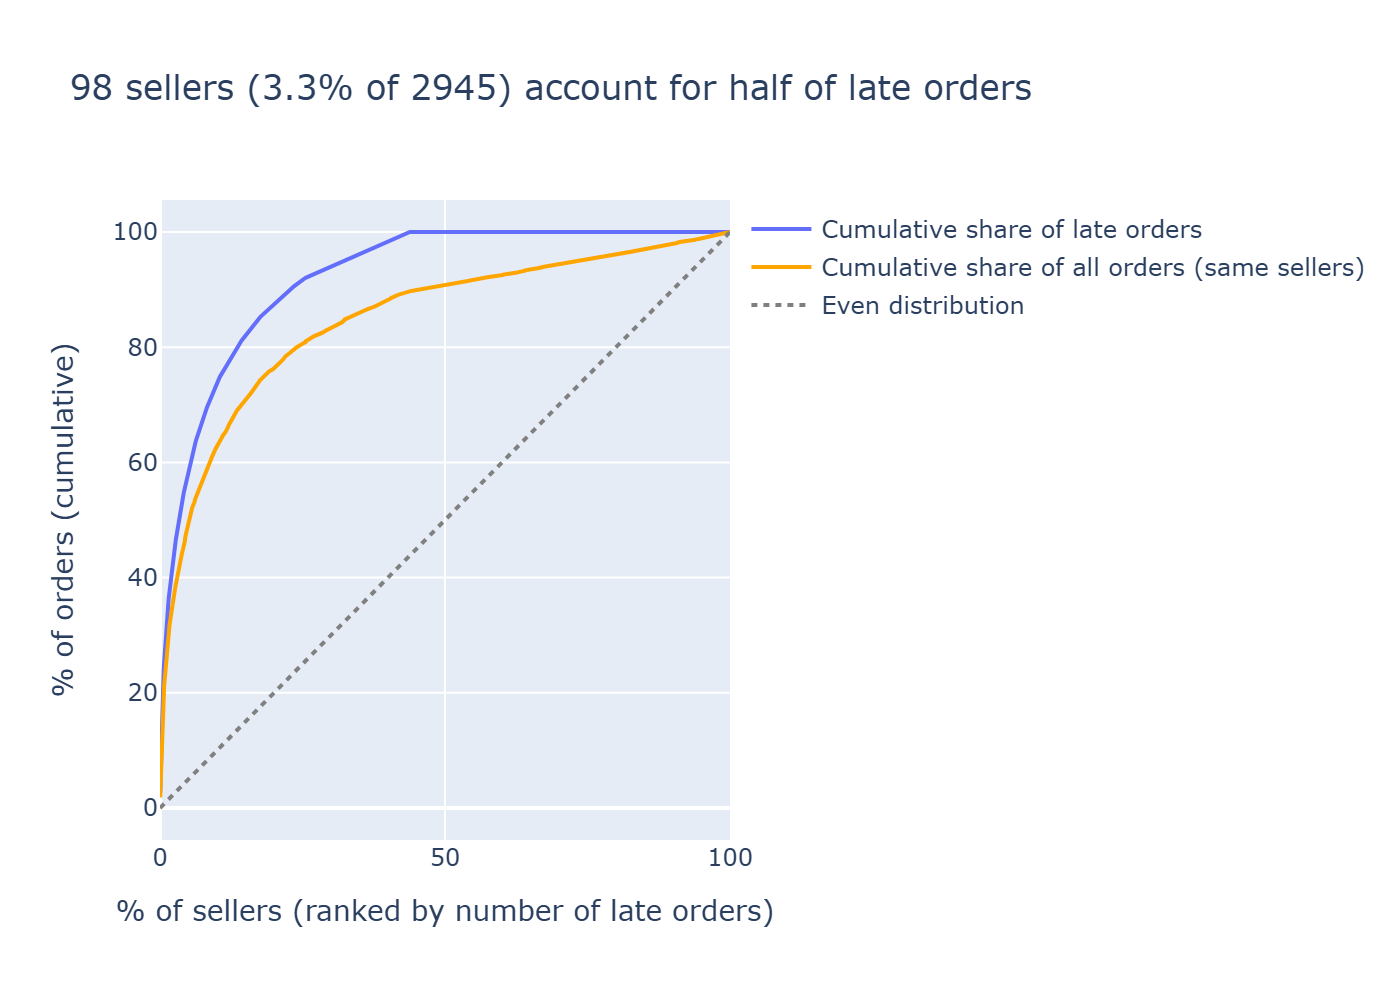 98 sellers (3.3% of 2945) account for half of late orders
Cumulative share of late orders
Cumulative share of all orders (same sellers)
Even distribution
% of orders (cumulative)
100
80
60
40
20
0
0
50
100
% of sellers (ranked by number of late orders)